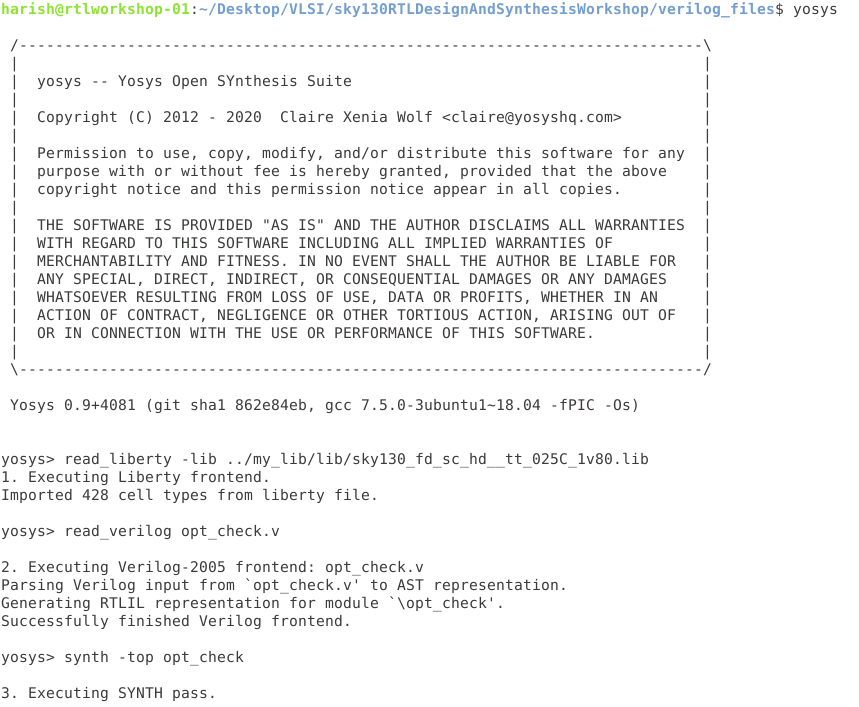 harish@rtlworkshop-01:~/Desktop/VLSI/sky130RTLDesignAndSynthesisWorkshop/verilog_files$ yosys
/----------------------------------------------------------------------------\
|                                                                            |
|  yosys -- Yosys Open SYnthesis Suite                                       |
|                                                                            |
|  Copyright (C) 2012 - 2020  Claire Xenia Wolf <claire@yosyshq.com>         |
|                                                                            |
|  Permission to use, copy, modify, and/or distribute this software for any  |
|  purpose with or without fee is hereby granted, provided that the above    |
|  copyright notice and this permission notice appear in all copies.         |
|                                                                            |
|  THE SOFTWARE IS PROVIDED "AS IS" AND THE AUTHOR DISCLAIMS ALL WARRANTIES  |
|  WITH REGARD TO THIS SOFTWARE INCLUDING ALL IMPLIED WARRANTIES OF          |
|  MERCHANTABILITY AND FITNESS. IN NO EVENT SHALL THE AUTHOR BE LIABLE FOR   |
|  ANY SPECIAL, DIRECT, INDIRECT, OR CONSEQUENTIAL DAMAGES OR ANY DAMAGES    |
|  WHATSOEVER RESULTING FROM LOSS OF USE, DATA OR PROFITS, WHETHER IN AN     |
|  ACTION OF CONTRACT, NEGLIGENCE OR OTHER TORTIOUS ACTION, ARISING OUT OF   |
|  OR IN CONNECTION WITH THE USE OR PERFORMANCE OF THIS SOFTWARE.            |
|                                                                            |
\----------------------------------------------------------------------------/
Yosys 0.9+4081 (git sha1 862e84eb, gcc 7.5.0-3ubuntu1~18.04 -fPIC -Os)
yosys> read_liberty -lib ../my_lib/lib/sky130_fd_sc_hd__tt_025C_1v80.lib
1. Executing Liberty frontend.
Imported 428 cell types from liberty file.
yosys> read_verilog opt_check.v
2. Executing Verilog-2005 frontend: opt_check.v
Parsing Verilog input from `opt_check.v' to AST representation.
Generating RTLIL representation for module `\opt_check'.
Successfully finished Verilog frontend.
yosys> synth -top opt_check
3. Executing SYNTH pass.